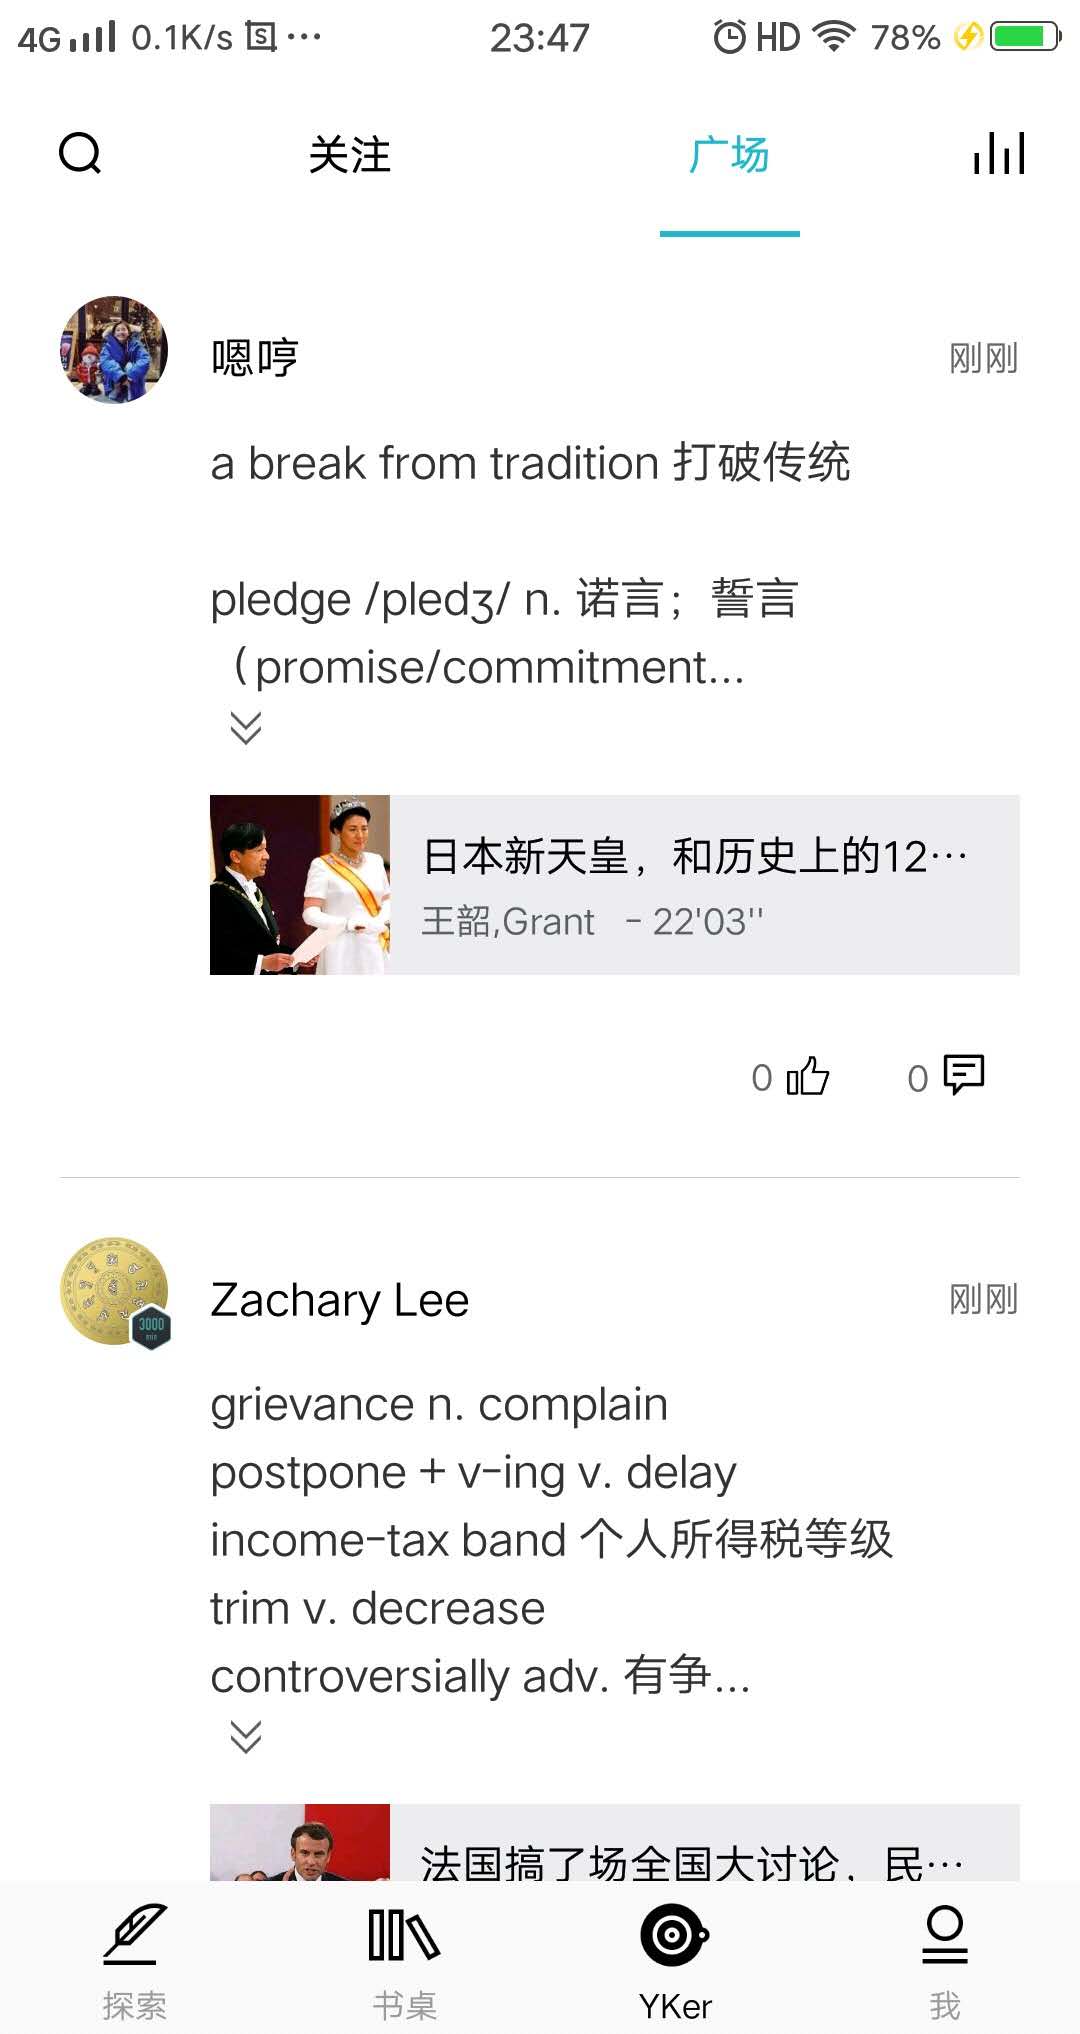 4G 0.1K/s ··· 23:47 HD 78%
关注 广场
嗯哼 刚刚
a break from tradition 打破传统
pledge /pledʒ/ n. 诺言；誓言
（promise/commitment...
日本新天皇，和历史上的12···
王韶,Grant - 22'03''
0 0
Zachary Lee 刚刚
3000
min
grievance n. complain
postpone + v-ing v. delay
income-tax band 个人所得税等级
trim v. decrease
controversially adv. 有争...
法国搞了场全国大讨论，民···
探索 书桌 YKer 我